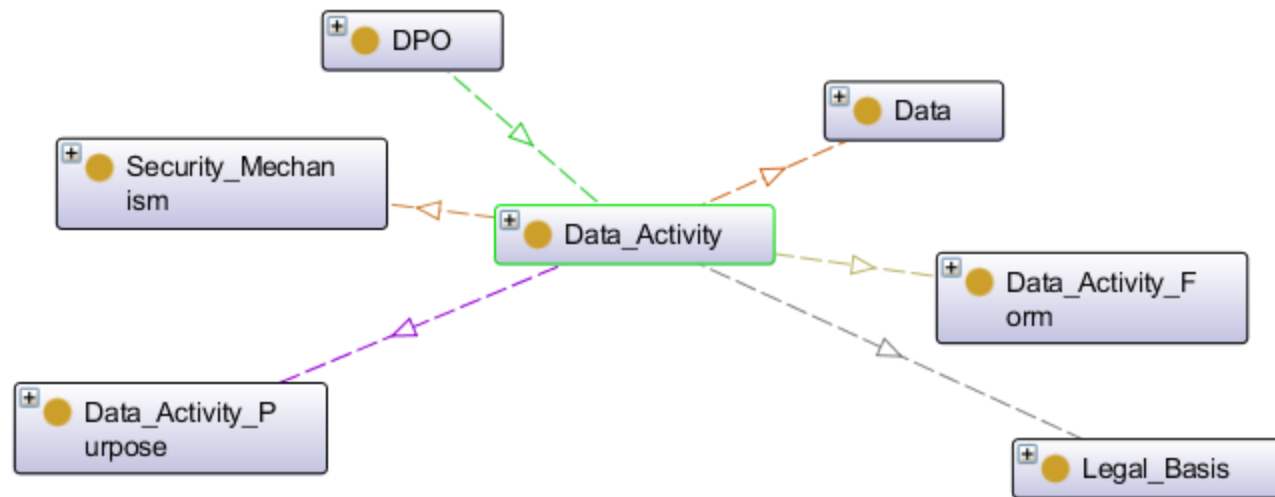 DPO
Data
Security_Mechan
ism
Data_Activity
Data_Activity_F
orm
Data_Activity_P
urpose
Legal_Basis